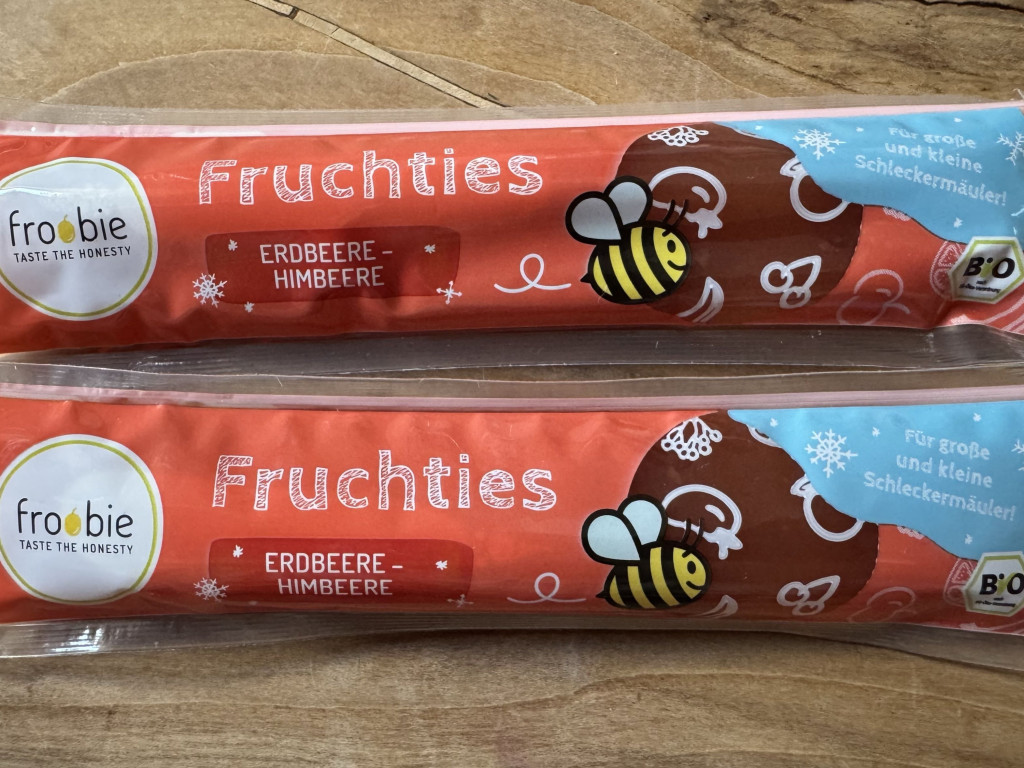 froobie
TASTE THE HONESTY
Fruchties
ERDBEERE –
HIMBEERE
Für große
und kleine
Schleckermäuler!
BIO
froobie
TASTE THE HONESTY
Fruchties
ERDBEERE –
HIMBEERE
Für große
und kleine
Schleckermäuler!
BIO